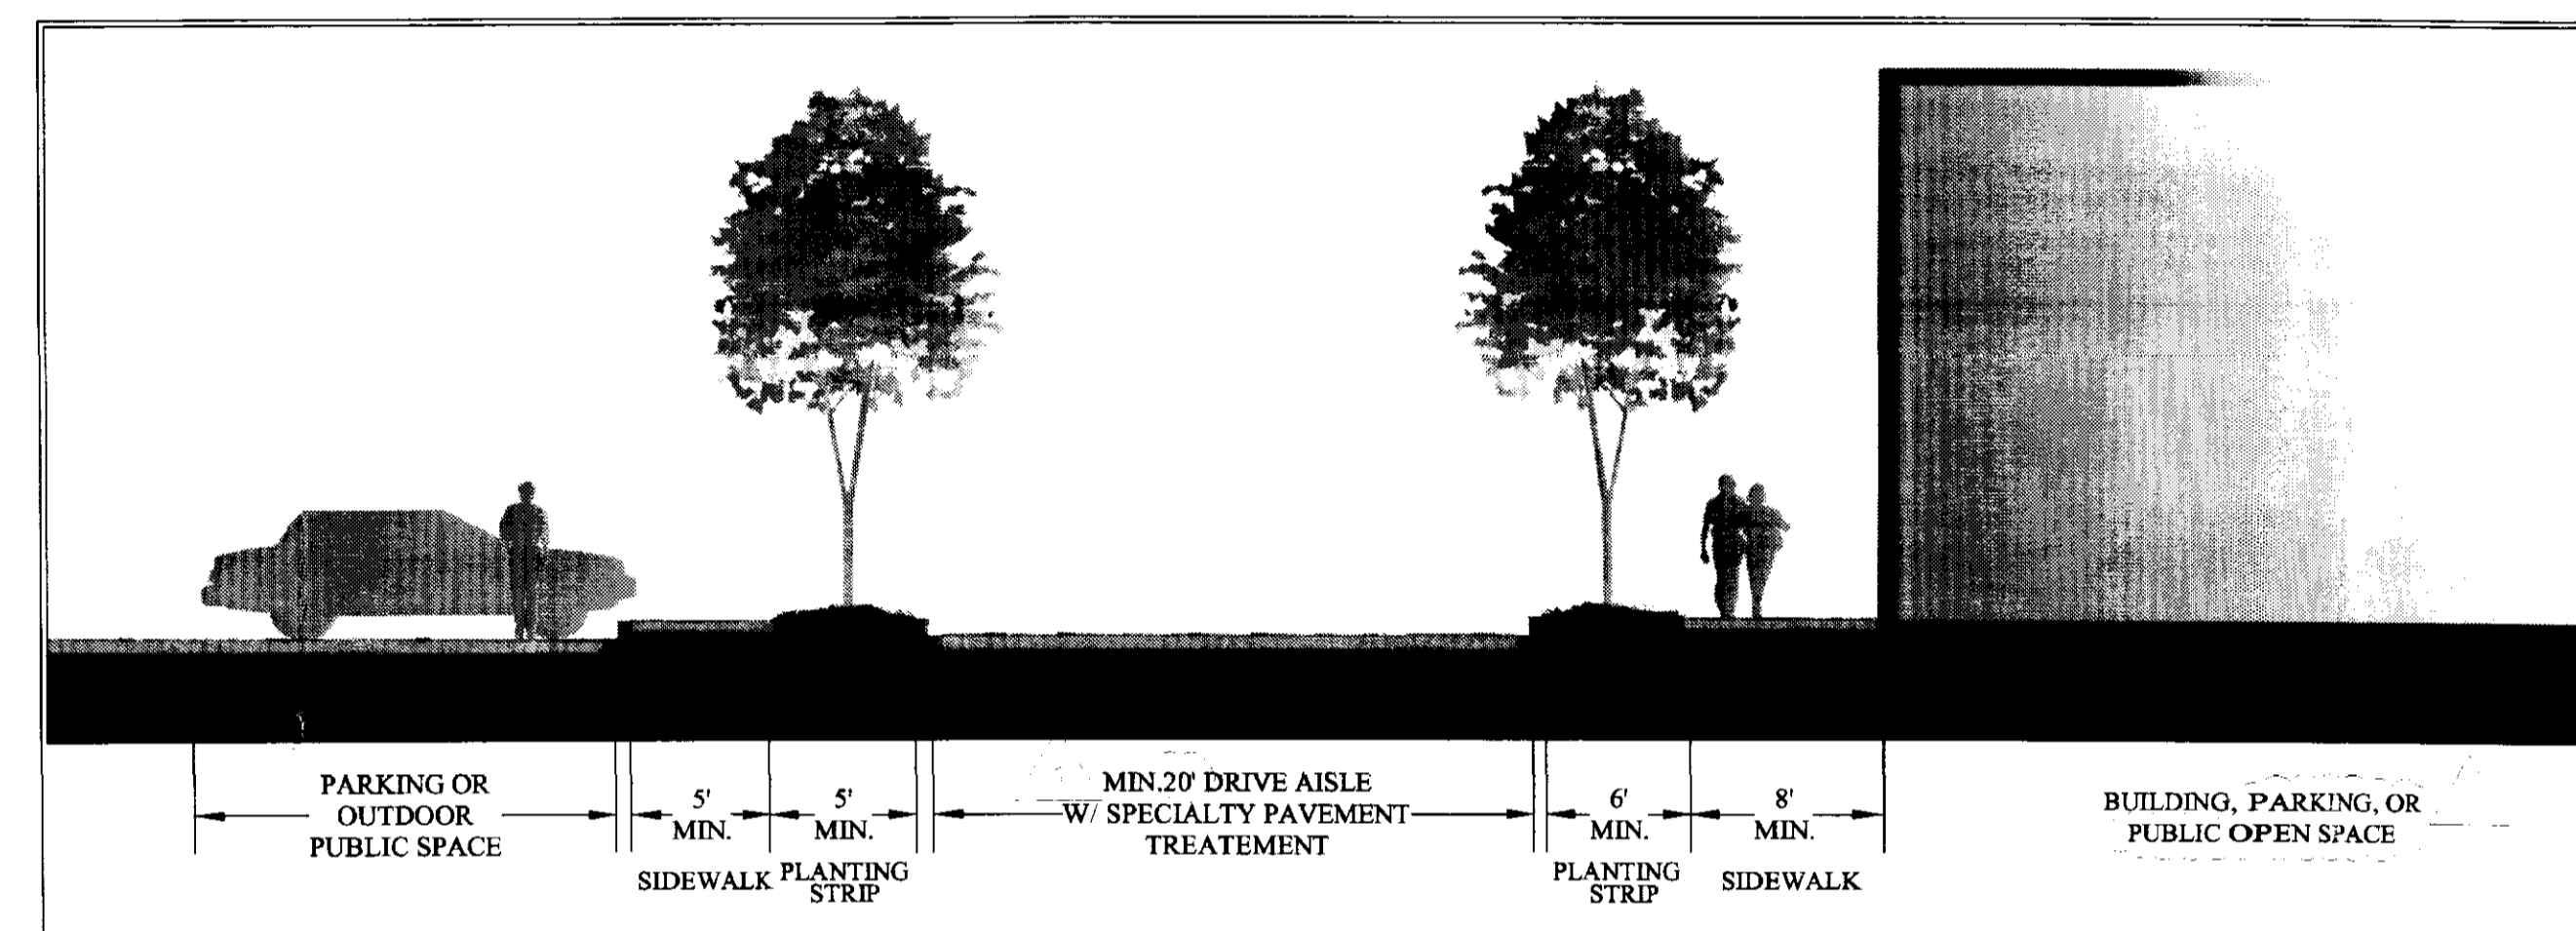 PARKING OR
OUTDOOR
PUBLIC SPACE
5'
MIN.
SIDEWALK
5'
MIN.
PLANTING
STRIP
MIN.20' DRIVE AISLE
W/ SPECIALTY PAVEMENT
TREATEMENT
6'
MIN.
PLANTING
STRIP
8'
MIN.
SIDEWALK
BUILDING, PARKING, OR
PUBLIC OPEN SPACE